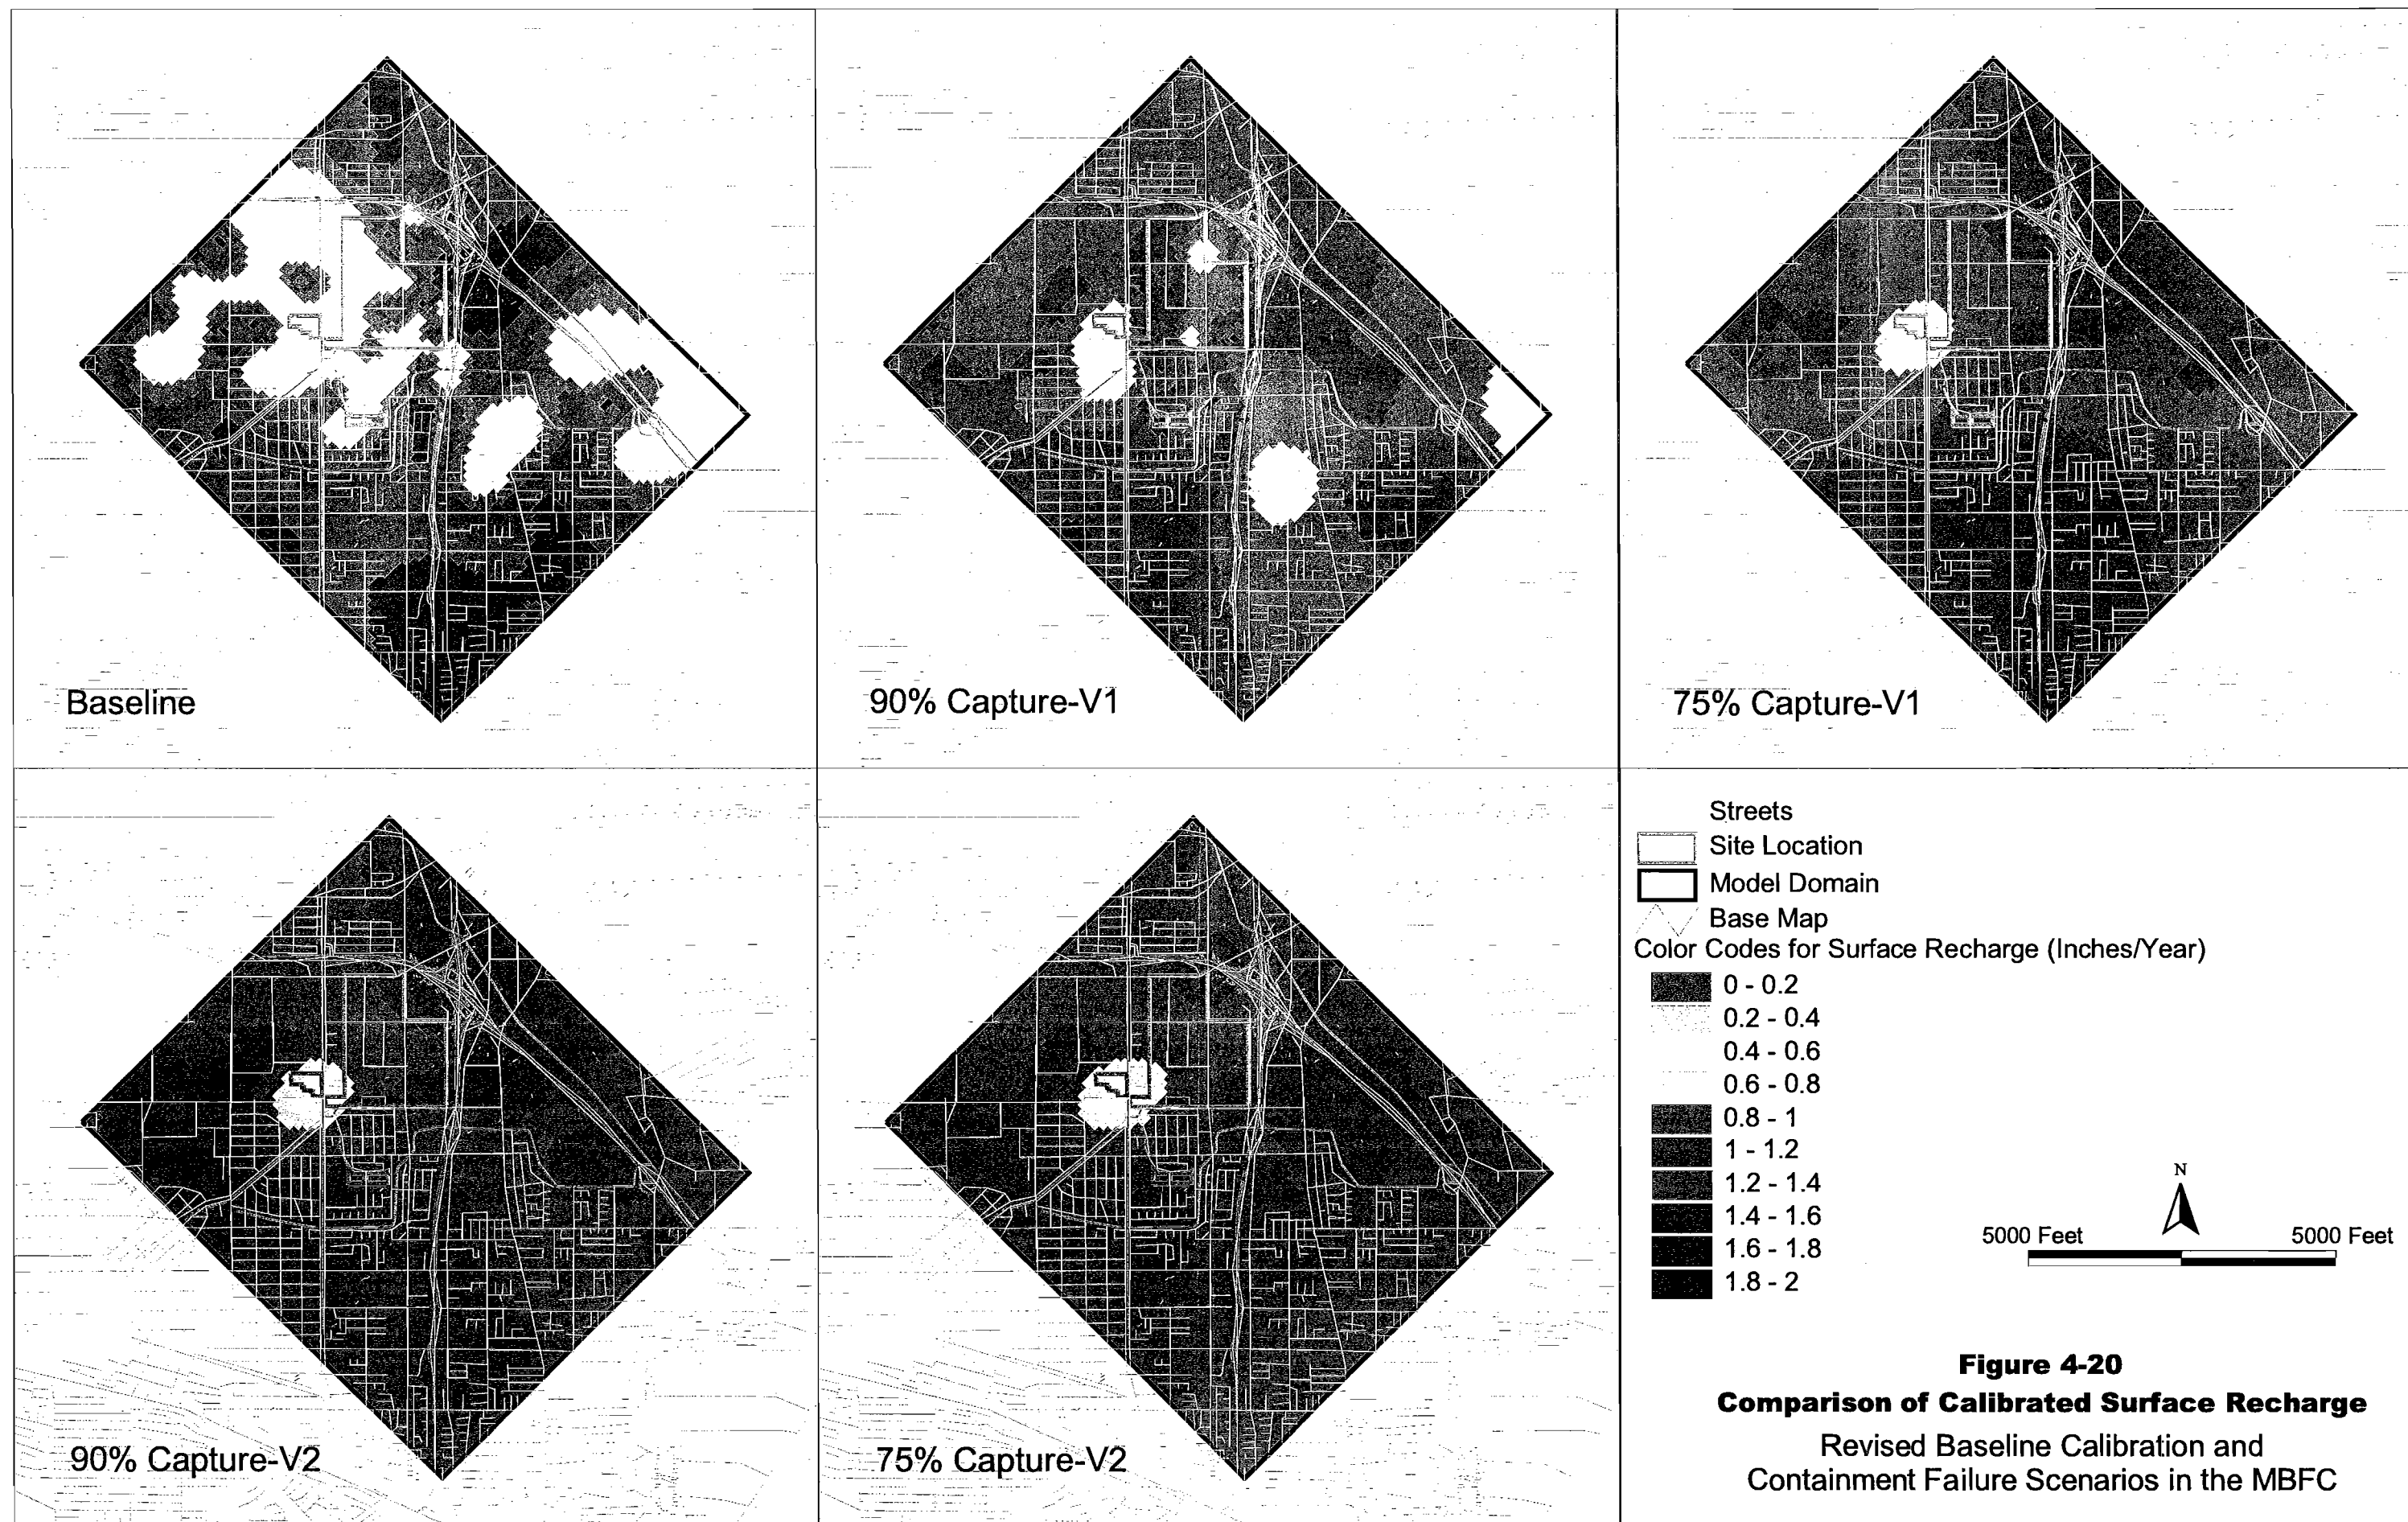 Baseline
90% Capture-V1
75% Capture-V1
90% Capture-V2
75% Capture-V2
Streets
Site Location
Model Domain
Base Map
Color Codes for Surface Recharge (Inches/Year)
0 - 0.2
0.2 - 0.4
0.4 - 0.6
0.6 - 0.8
0.8 - 1
1 - 1.2
1.2 - 1.4
1.4 - 1.6
1.6 - 1.8
1.8 - 2
N
5000 Feet 5000 Feet
Figure 4-20
Comparison of Calibrated Surface Recharge
Revised Baseline Calibration and
Containment Failure Scenarios in the MBFC